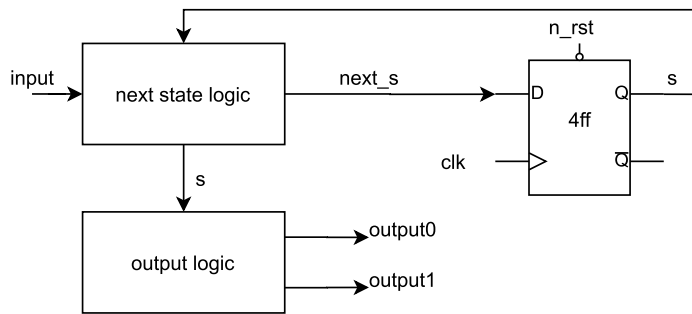 n_rst
input
next state logic
next_s
D
Q
s
4ff
clk
Q̅
s
output logic
output0
output1